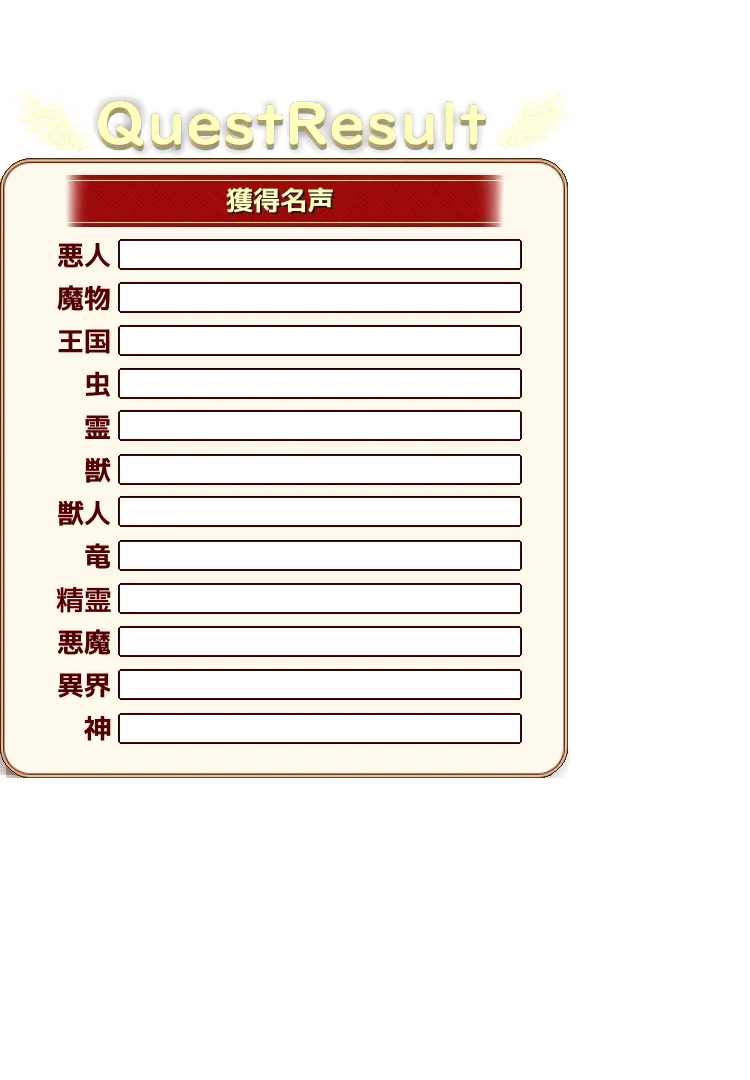 QuestResult
獲得名声
悪人
魔物
王国
虫
霊
獣
獣人
竜
精霊
悪魔
異界
神